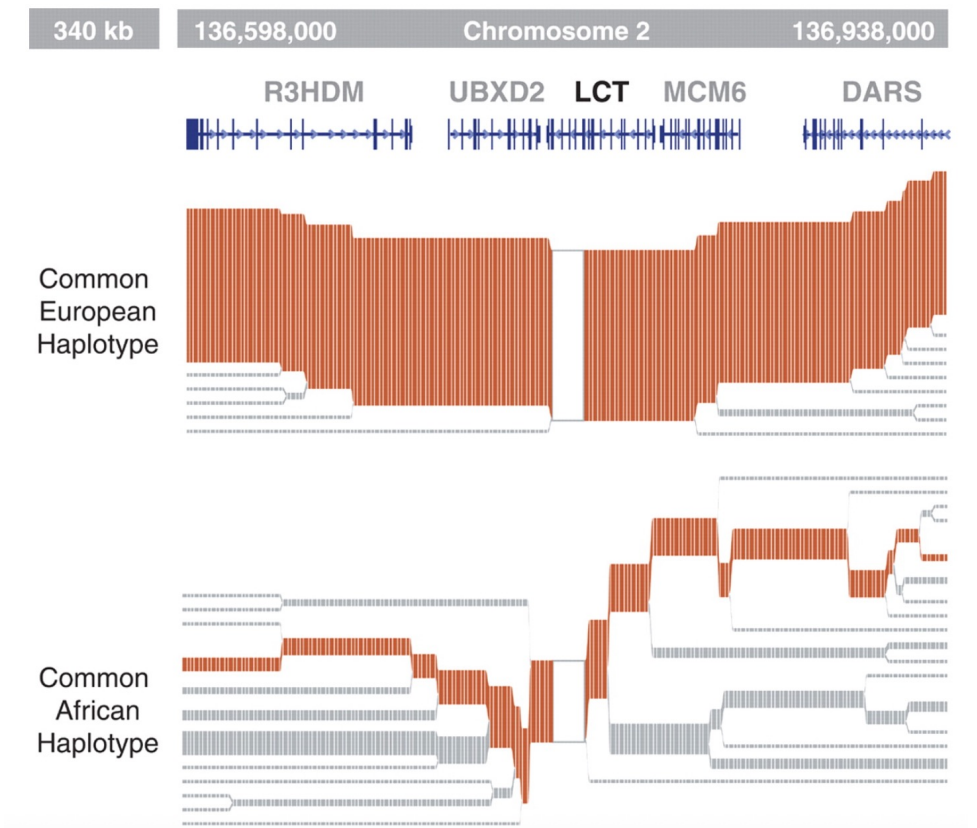 340 kb 136,598,000 Chromosome 2 136,938,000
R3HDM UBXD2 LCT MCM6 DARS
Common
European
Haplotype
Common
African
Haplotype